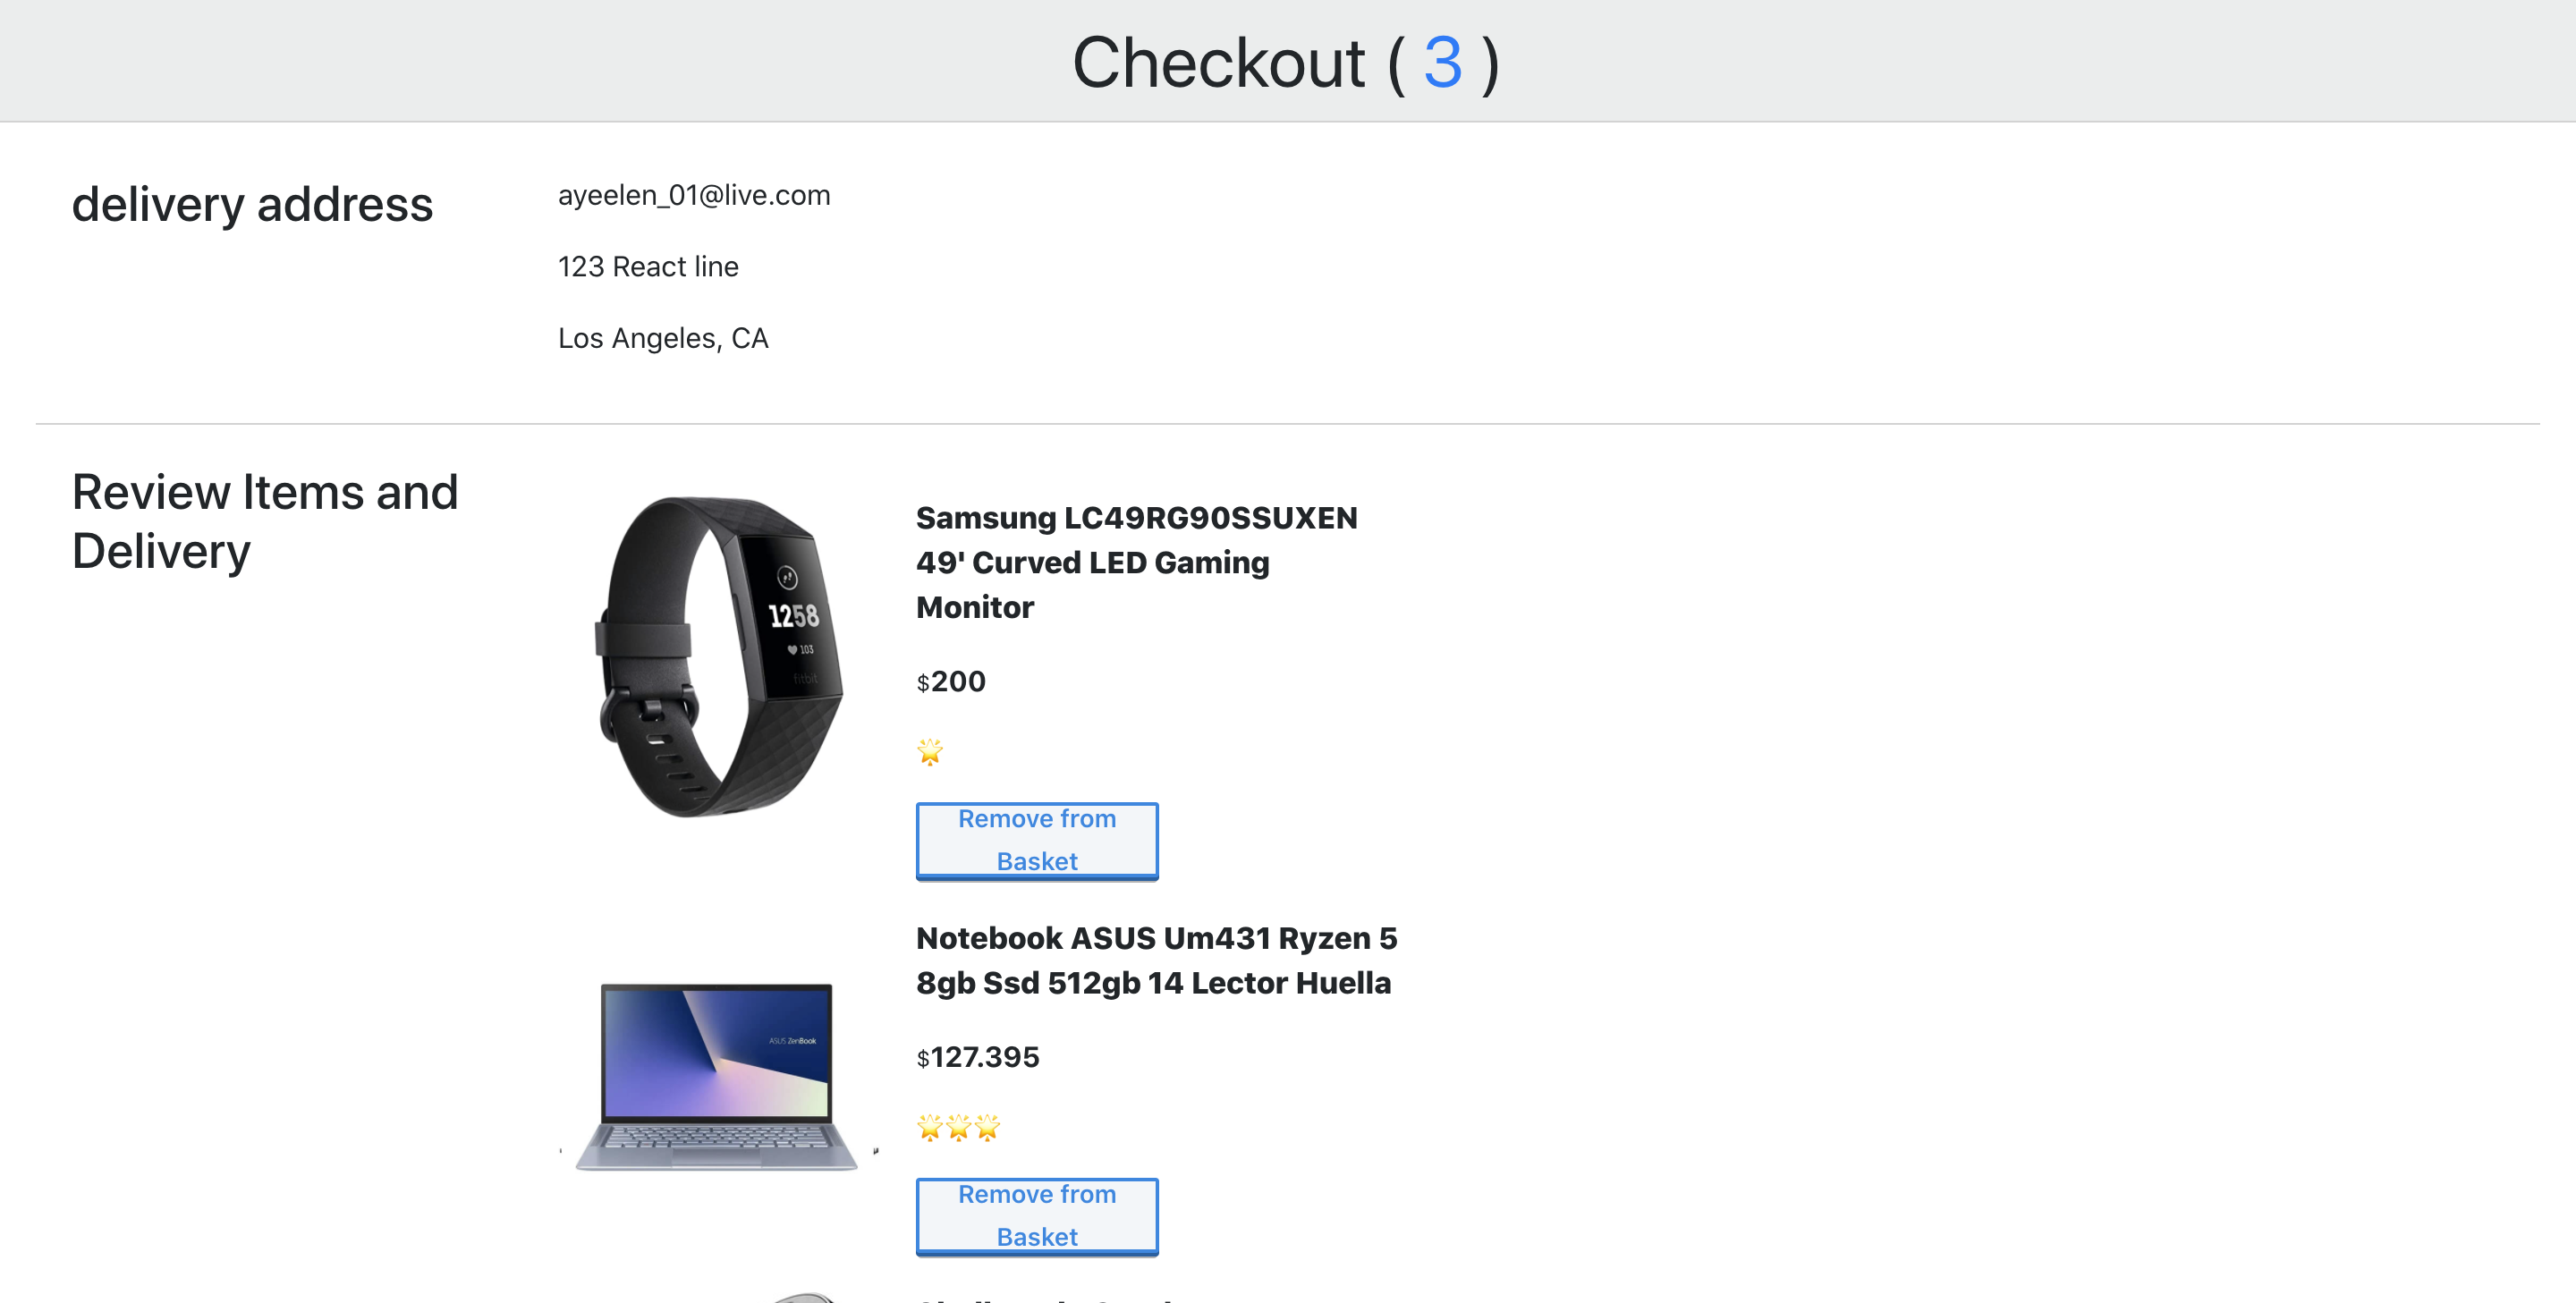 Checkout ( 3 )
delivery address
ayeelen_01@live.com
123 React line
Los Angeles, CA
Review Items and
Delivery
1258
103
fitbit
Samsung LC49RG90SSUXEN
49' Curved LED Gaming
Monitor
$200
🌟
Remove from
Basket
ASUS ZenBook
Notebook ASUS Um431 Ryzen 5
8gb Ssd 512gb 14 Lector Huella
$127.395
🌟🌟🌟
Remove from
Basket